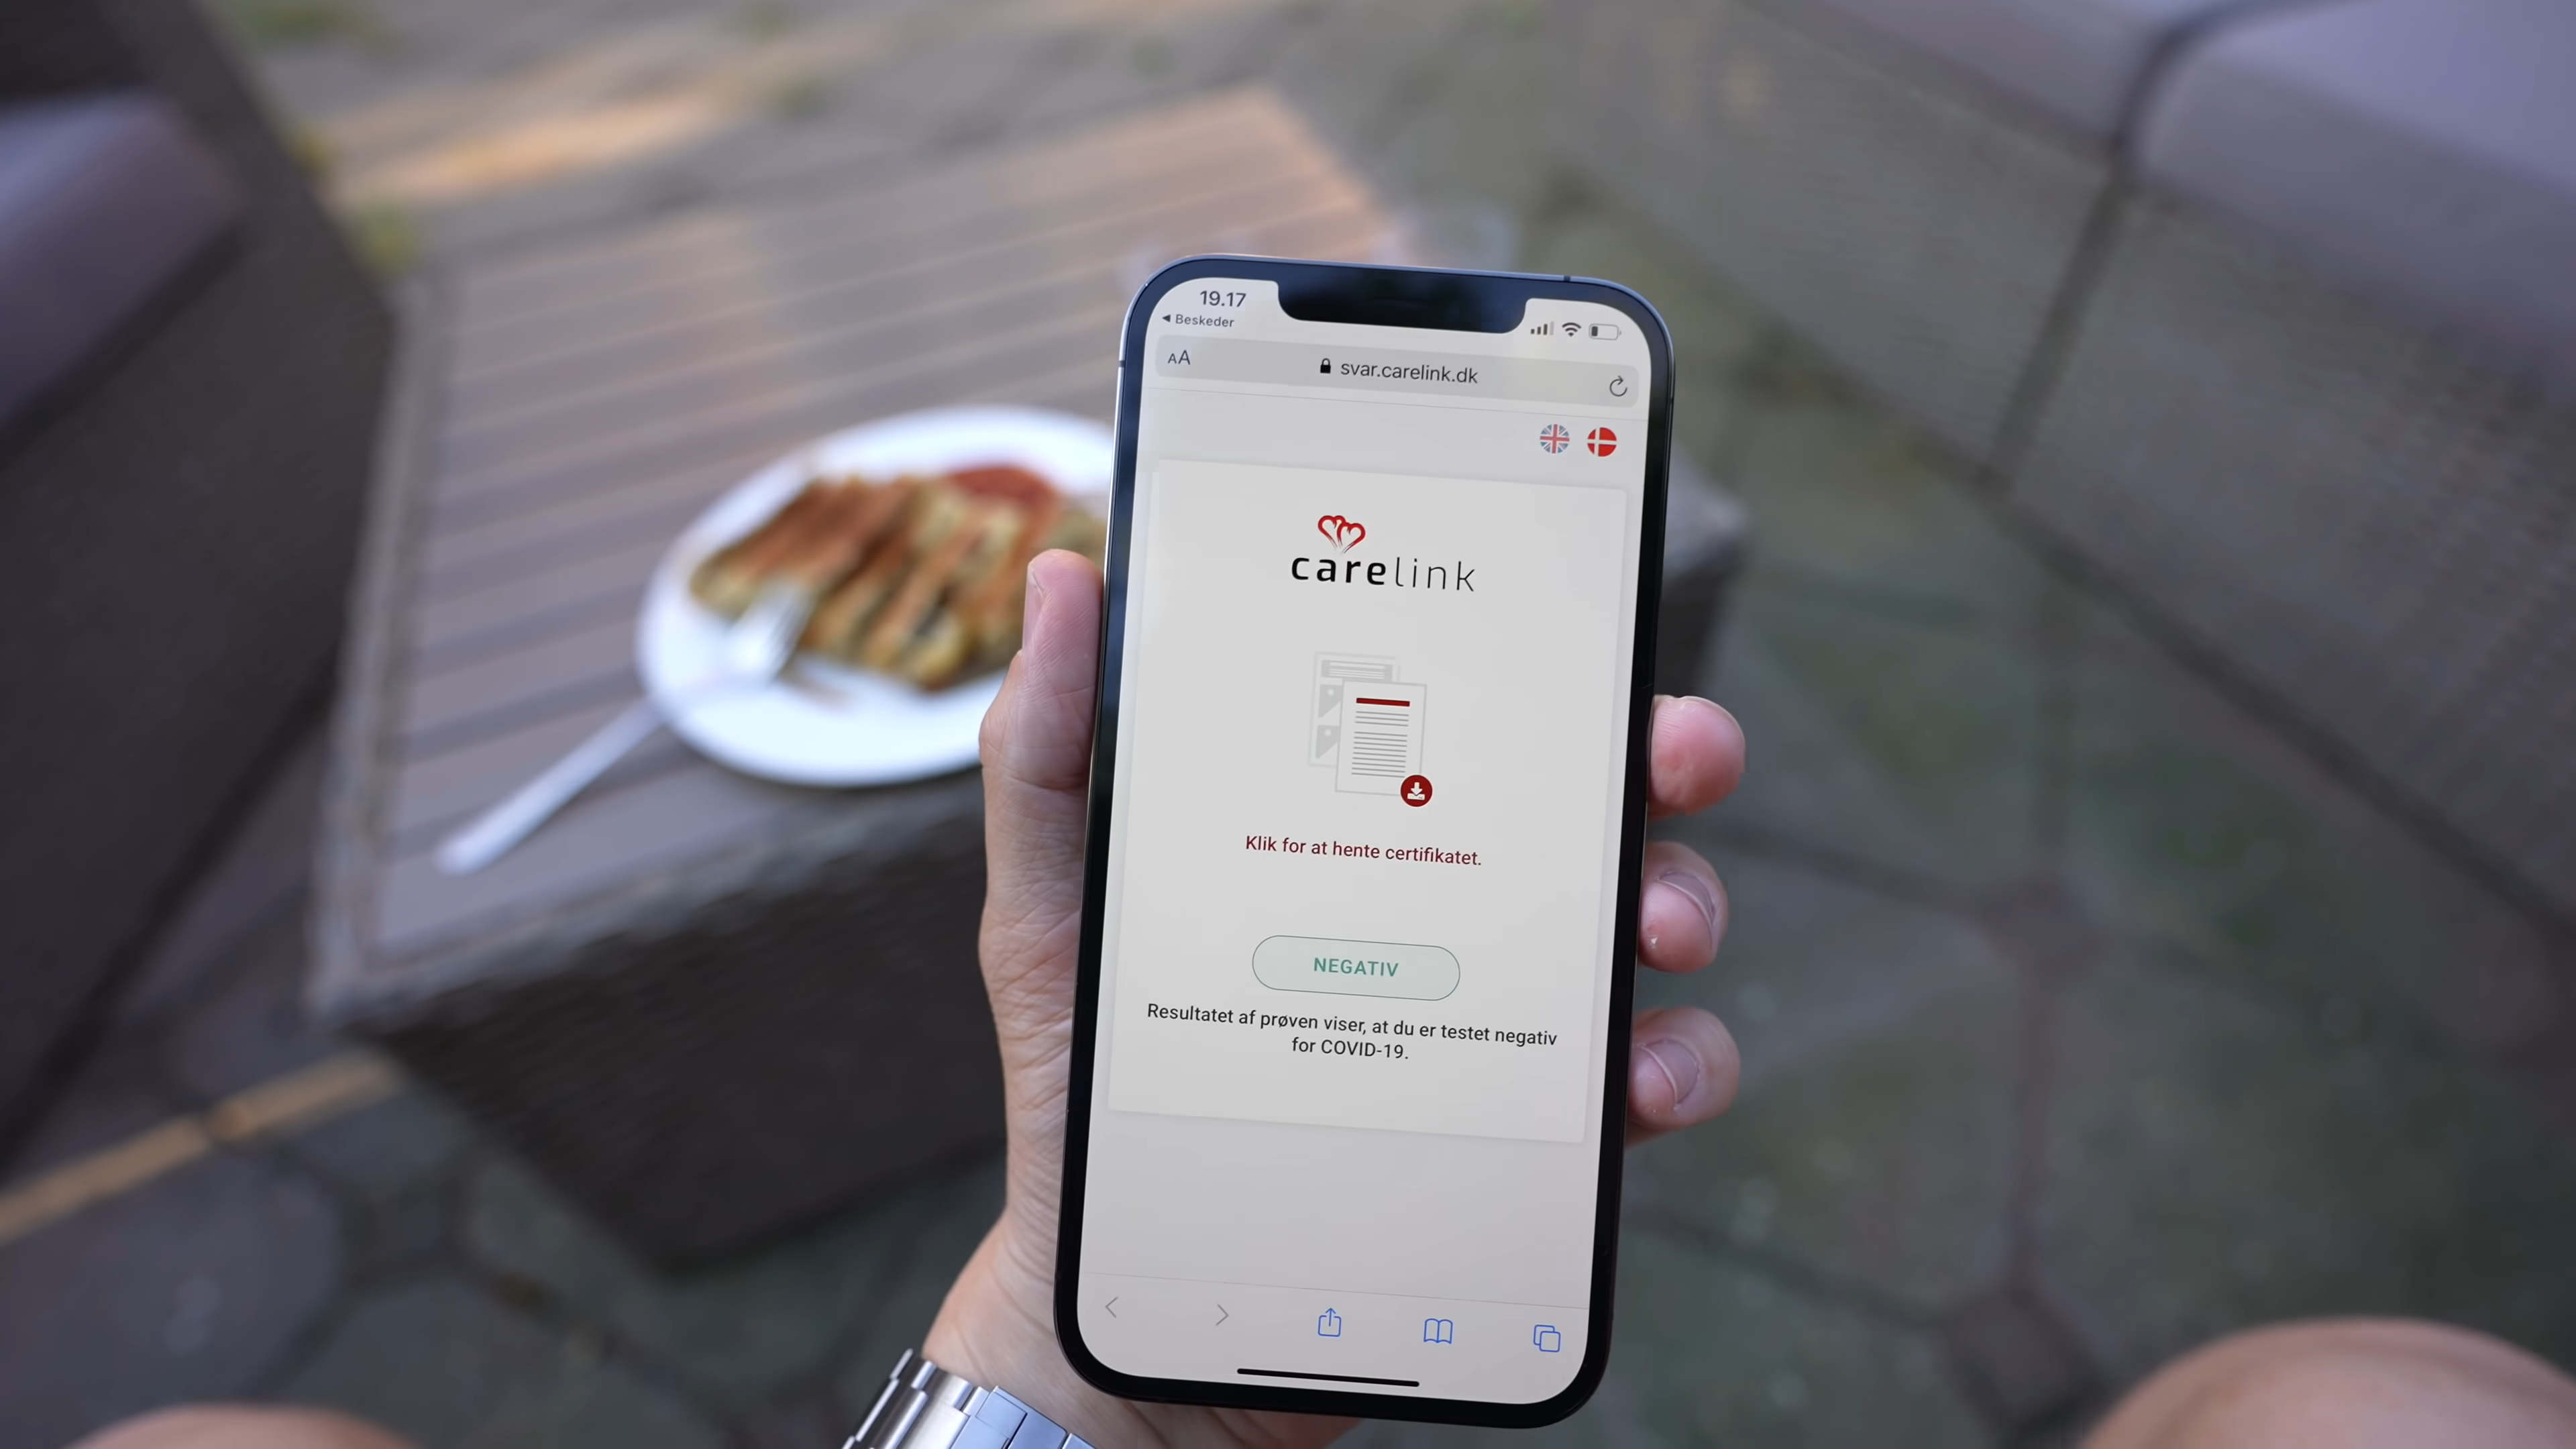 19.17
◀ Beskeder
AA
svar.carelink.dk
carelink
Klik for at hente certifikatet.
NEGATIV
Resultatet af prøven viser, at du er testet negativ
for COVID-19.